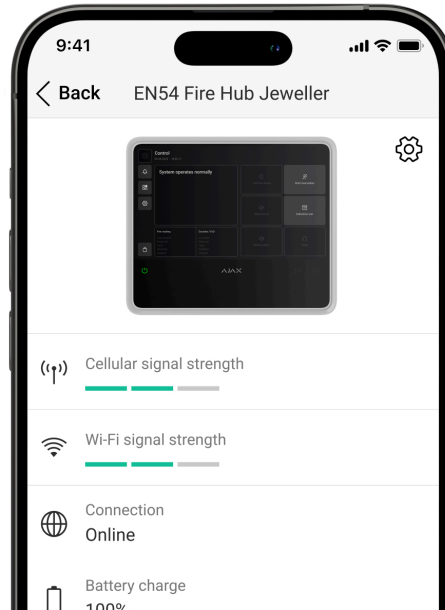 9:41
Back
EN54 Fire Hub Jeweller
Control
System operates normally
AJAX
Cellular signal strength
Wi-Fi signal strength
Connection
Online
Battery charge
100%